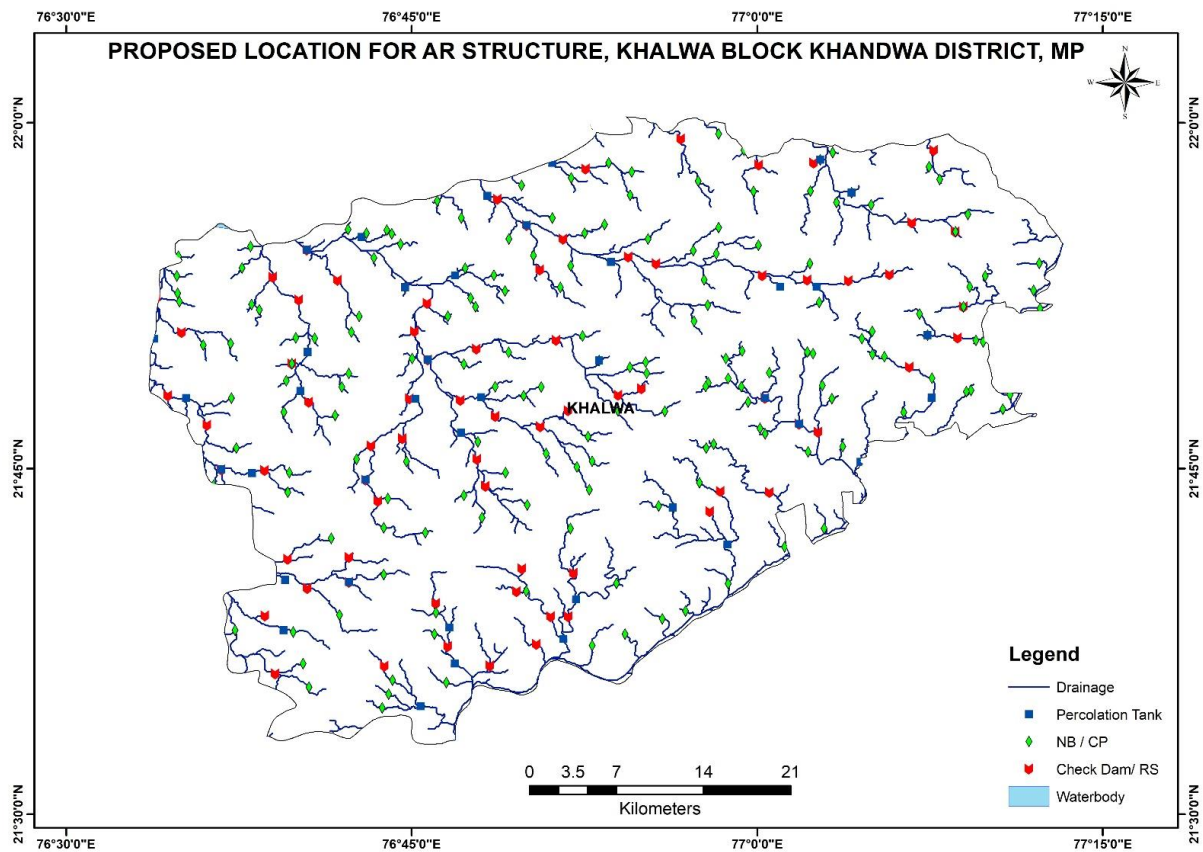 76°30'0"E 76°45'0"E 77°0'0"E 77°15'0"E
PROPOSED LOCATION FOR AR STRUCTURE, KHALWA BLOCK KHANDWA DISTRICT, MP
N
W E
S
22°0'0"N 22°0'0"N
KHALWA
21°45'0"N 21°45'0"N
Legend
Drainage
Percolation Tank
NB / CP
Check Dam/ RS
Waterbody
0 3.5 7 14 21
Kilometers
21°30'0"N 21°30'0"N
76°30'0"E 76°45'0"E 77°0'0"E 77°15'0"E